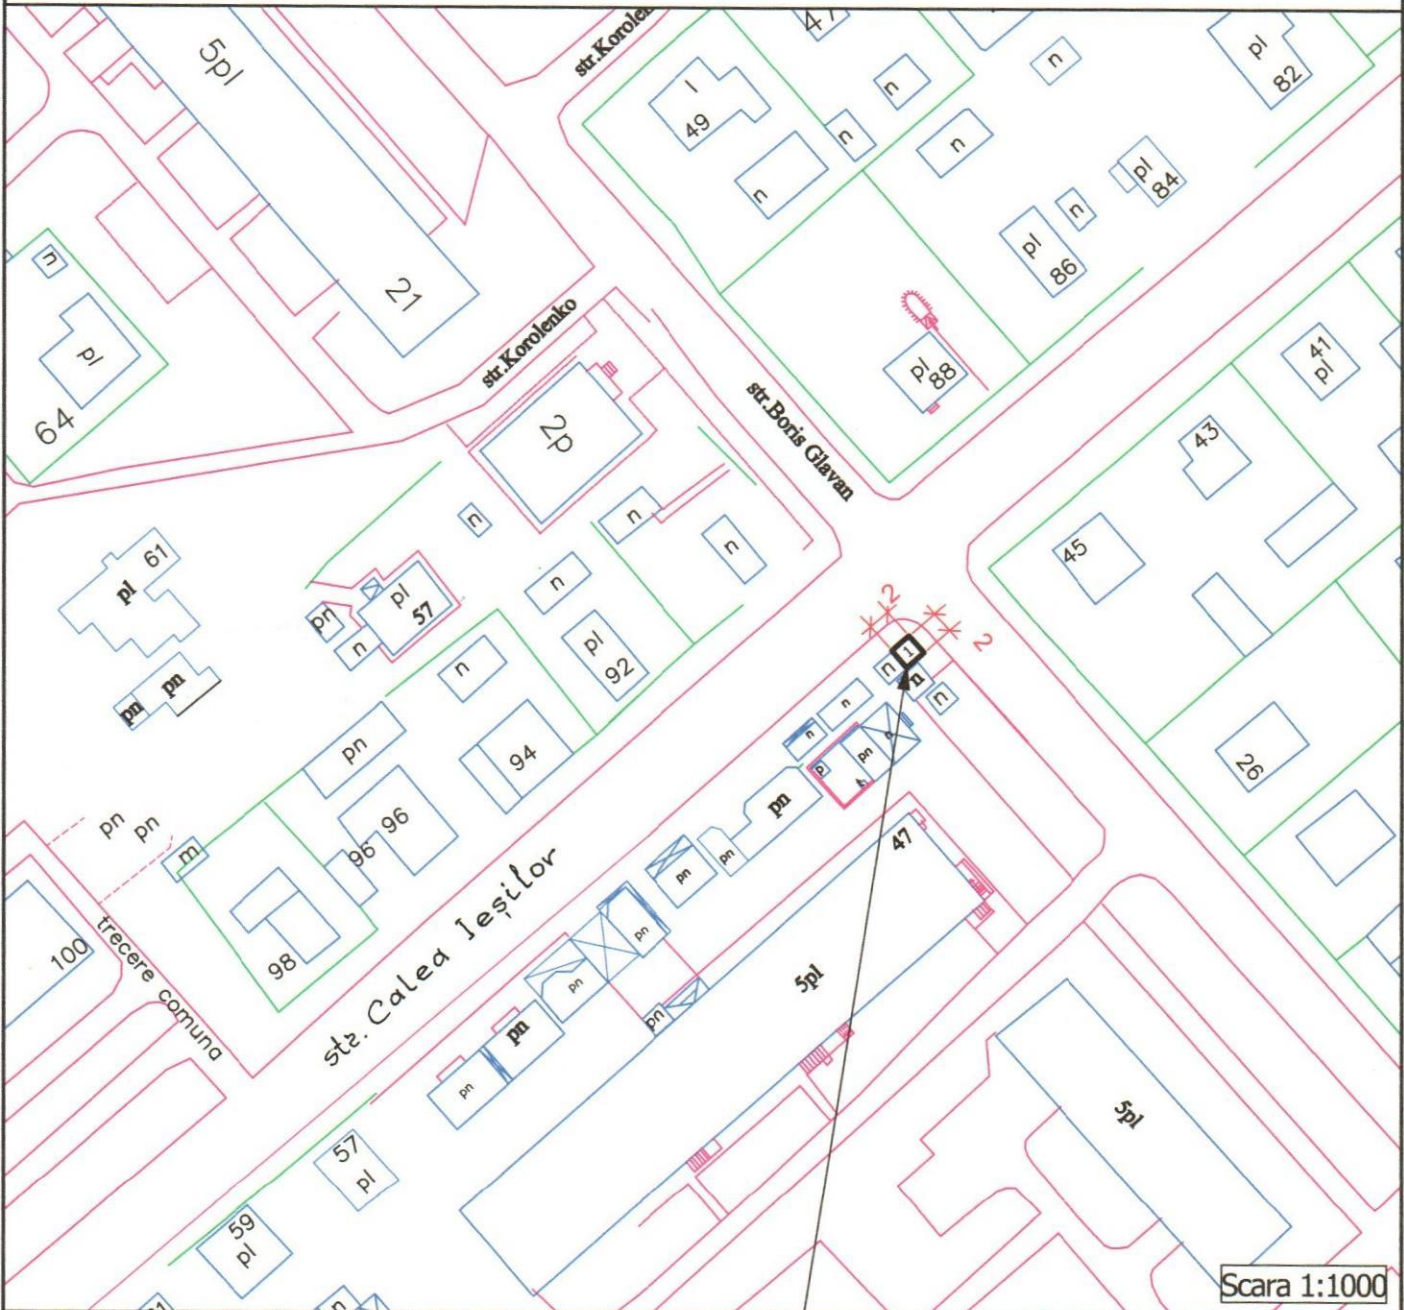 str.Korolen
47
n
pl
82
5pl
l
49
n
n
n
n
pl
84
n
pl
86
n
21
pl
64
str.Korolenko
pl
88
41
pl
str.Boris Glavan
43
2p
n
n
n
45
61
pl
pl
57
pn
n
n
pl
92
2
2
1
n
n
n
n
pn
pn
n
pn
94
n
n
pn
p
26
pn
96
96
pn
pn
m
47
pn
pn
100
trecere comuna
98
str. Calea Ieșilor
pn
pn
5pl
pn
pn
pn
5pl
57
pl
59
pl
n
Scara 1:1000